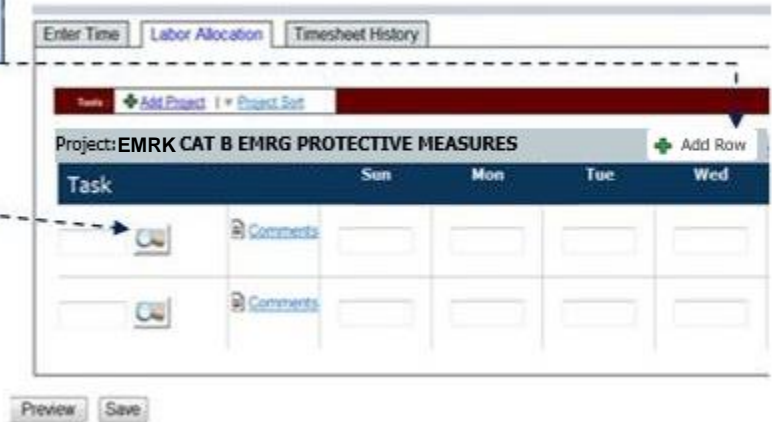 Enter Time Labor Allocation Timesheet History
Tools Add Project | Project Sort
Project: EMRK CAT B EMRG PROTECTIVE MEASURES Add Row
Task Sun Mon Tue Wed
Comments
Comments
Preview Save